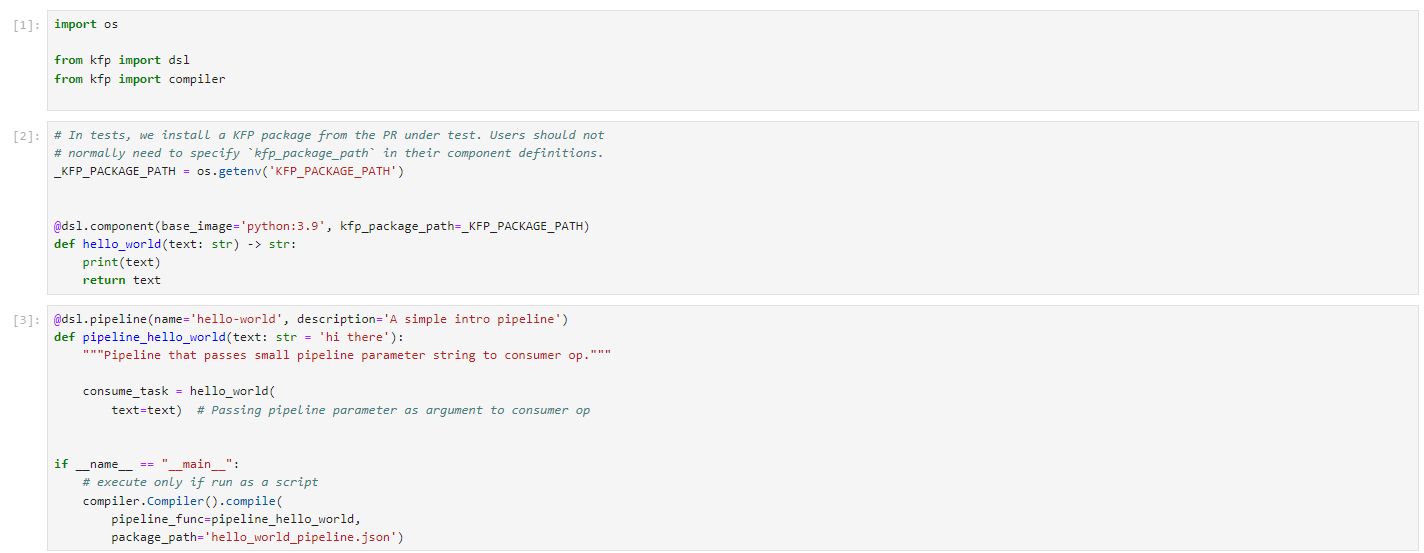 [1]:
import os
from kfp import dsl
from kfp import compiler
[2]:
# In tests, we install a KFP package from the PR under test. Users should not
# normally need to specify `kfp_package_path` in their component definitions.
_KFP_PACKAGE_PATH = os.getenv('KFP_PACKAGE_PATH')
@dsl.component(base_image='python:3.9', kfp_package_path=_KFP_PACKAGE_PATH)
def hello_world(text: str) -> str:
    print(text)
    return text
[3]:
@dsl.pipeline(name='hello-world', description='A simple intro pipeline')
def pipeline_hello_world(text: str = 'hi there'):
    """Pipeline that passes small pipeline parameter string to consumer op."""
    consume_task = hello_world(
        text=text)  # Passing pipeline parameter as argument to consumer op
if __name__ == "__main__":
    # execute only if run as a script
    compiler.Compiler().compile(
        pipeline_func=pipeline_hello_world,
        package_path='hello_world_pipeline.json')